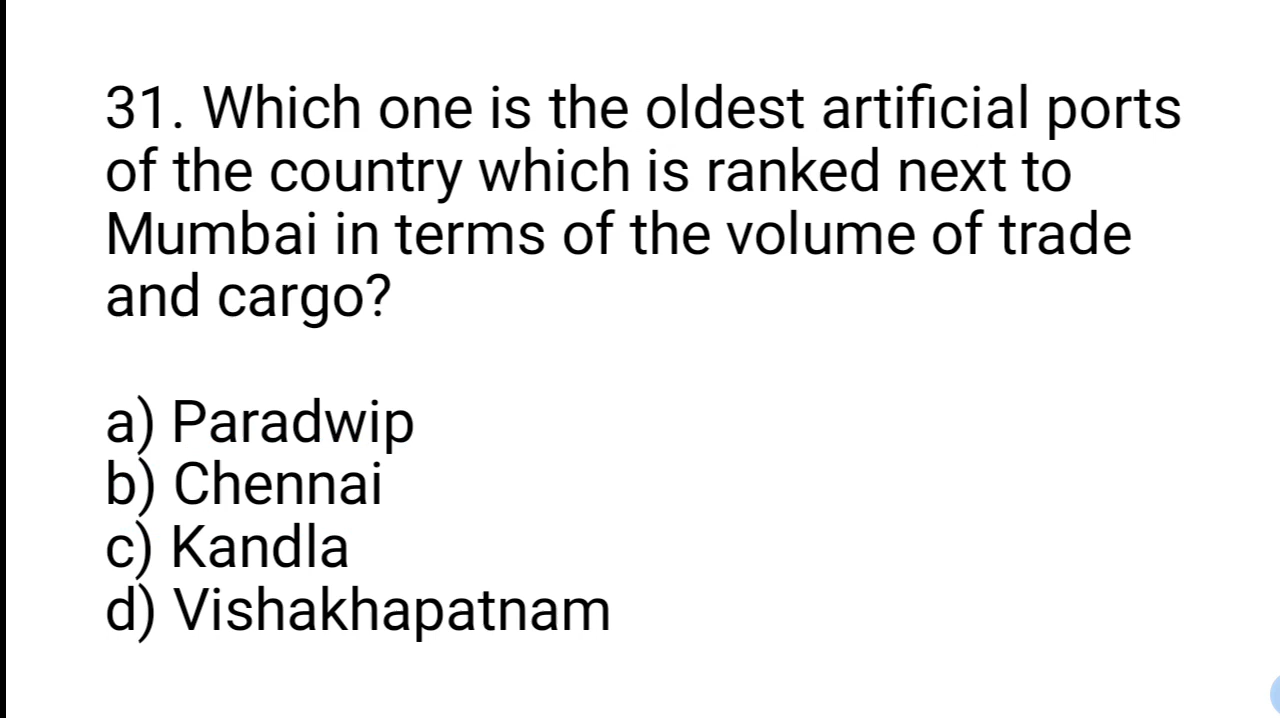 31. Which one is the oldest artificial ports
of the country which is ranked next to
Mumbai in terms of the volume of trade
and cargo?
a) Paradwip
b) Chennai
c) Kandla
d) Vishakhapatnam